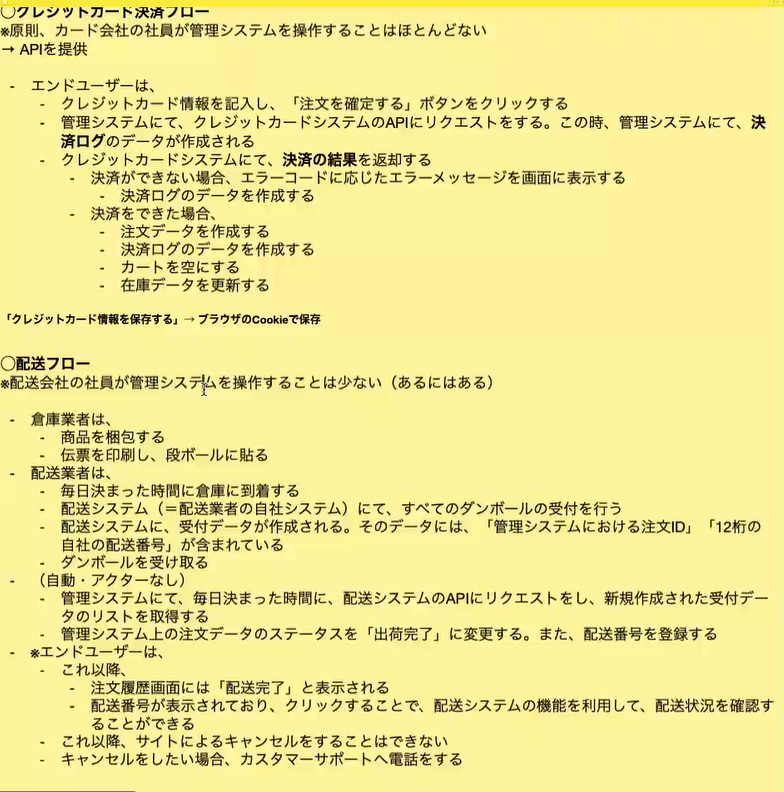 〇クレジットカード決済フロー
※原則、カード会社の社員が管理システムを操作することはほとんどない
→ APIを提供
- エンドユーザーは、
- クレジットカード情報を記入し、「注文を確定する」ボタンをクリックする
- 管理システムにて、クレジットカードシステムのAPIにリクエストをする。この時、管理システムにて、決
済ログのデータが作成される
- クレジットカードシステムにて、決済の結果を返却する
- 決済ができない場合、エラーコードに応じたエラーメッセージを画面に表示する
- 決済ログのデータを作成する
- 決済をできた場合、
- 注文データを作成する
- 決済ログのデータを作成する
- カートを空にする
- 在庫データを更新する
「クレジットカード情報を保存する」→ ブラウザのCookieで保存
〇配送フロー
※配送会社の社員が管理システムを操作することは少ない（あるにはある）
- 倉庫業者は、
- 商品を梱包する
- 伝票を印刷し、段ボールに貼る
- 配送業者は、
- 毎日決まった時間に倉庫に到着する
- 配送システム（＝配送業者の自社システム）にて、すべてのダンボールの受付を行う
- 配送システムに、受付データが作成される。そのデータには、「管理システムにおける注文ID」「12桁の
自社の配送番号」が含まれている
- ダンボールを受け取る
- （自動・アクターなし）
- 管理システムにて、毎日決まった時間に、配送システムのAPIにリクエストをし、新規作成された受付デー
タのリストを取得する
- 管理システム上の注文データのステータスを「出荷完了」に変更する。また、配送番号を登録する
- ※エンドユーザーは、
- これ以降、
- 注文履歴画面には「配送完了」と表示される
- 配送番号が表示されており、クリックすることで、配送システムの機能を利用して、配送状況を確認す
ることができる
- これ以降、サイトによるキャンセルをすることはできない
- キャンセルをしたい場合、カスタマーサポートへ電話をする